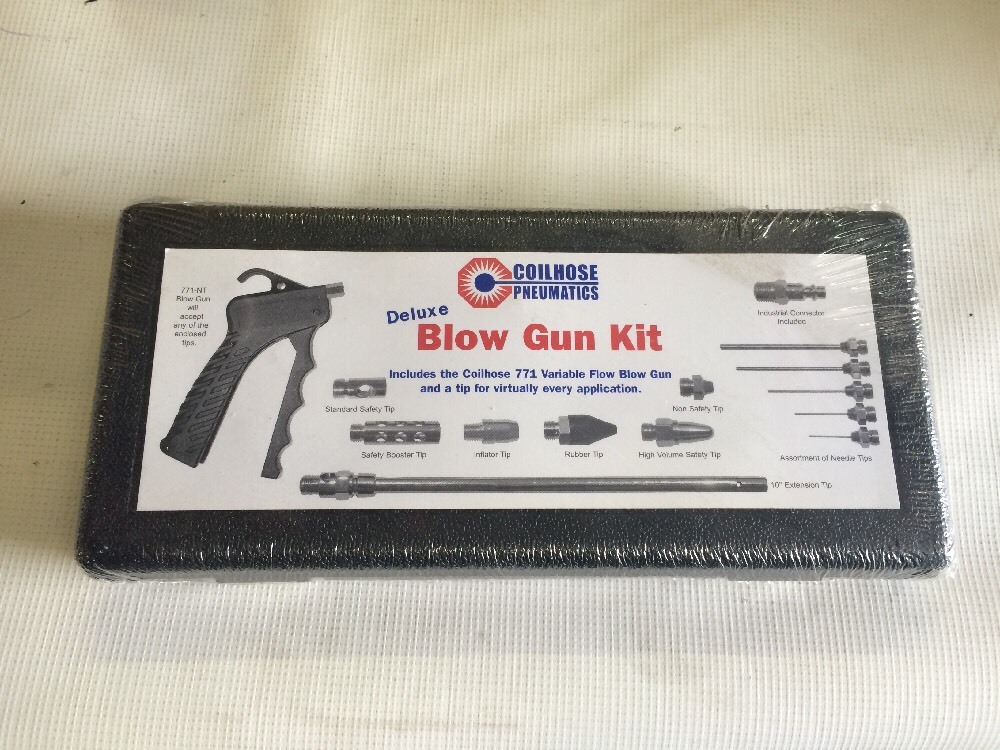 COILHOSE
PNEUMATICS
Deluxe
Blow Gun Kit
Includes the Coilhose 771 Variable Flow Blow Gun
and a tip for virtually every application.
771-NT
Blow Gun
will
accept
any of the
enclosed
tips.
Industrial Connector
Included
Standard Safety Tip
Non Safety Tip
Safety Booster Tip
Inflator Tip
Rubber Tip
High Volume Safety Tip
Assortment of Needle Tips
10" Extension Tip